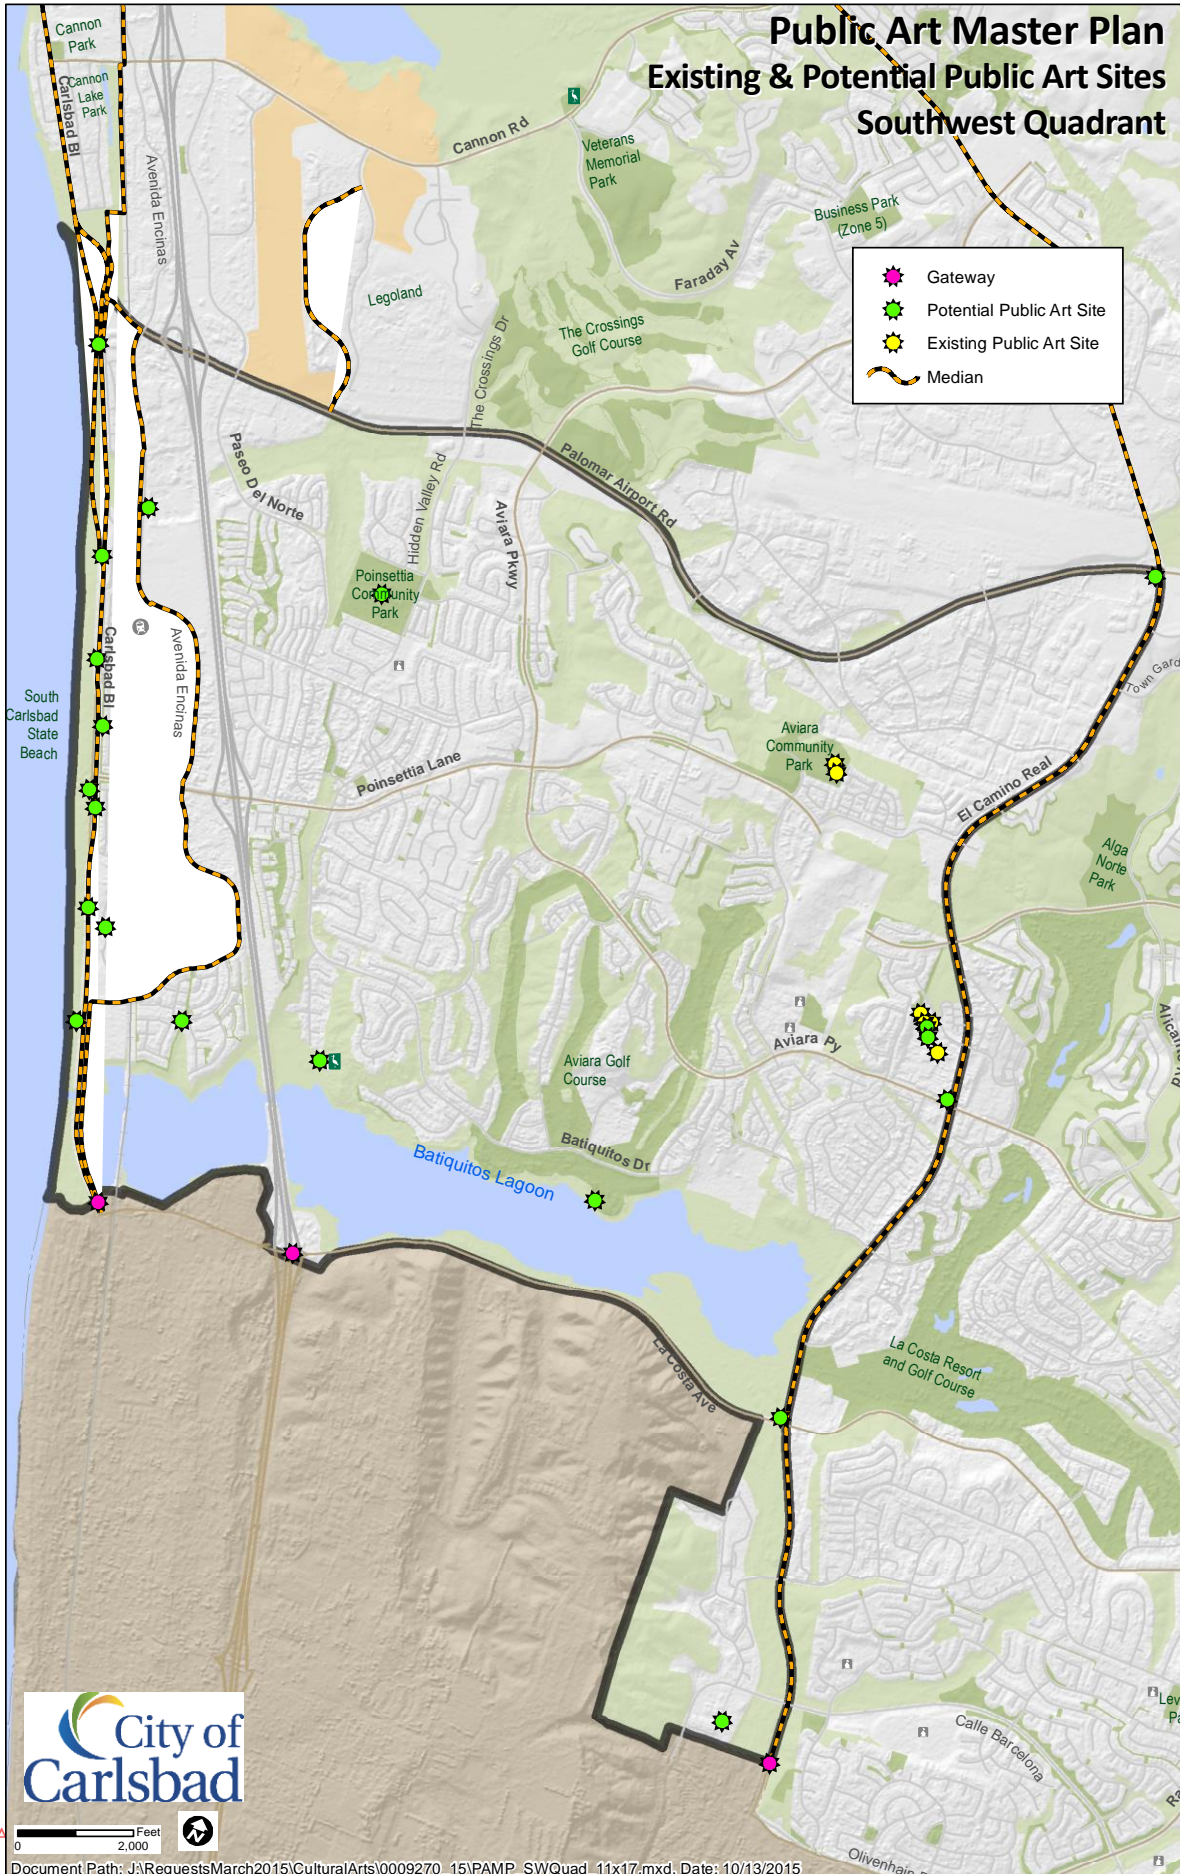 Public Art Master Plan
Existing & Potential Public Art Sites
Southwest Quadrant
Cannon
Park
Cannon
Lake
Park
Carlsbad Bl
Avenida Encinas
Cannon Rd
Veterans
Memorial
Park
Business Park
(Zone 5)
Faraday Av
Legoland
The Crossings
Golf Course
The Crossings Dr
Gateway
Potential Public Art Site
Existing Public Art Site
Median
Paseo Del Norte
Hidden Valley Rd
Aviara Pkwy
Palomar Airport Rd
Poinsettia
Community
Park
Carlsbad Bl
Avenida Encinas
South
Carlsbad
State
Beach
Poinsettia Lane
Aviara
Community
Park
El Camino Real
Town Gard
Alga
Norte
Park
Aviara Py
Aviara Golf
Course
Batiquitos Dr
Batiquitos Lagoon
La Costa Ave
La Costa Resort
and Golf Course
Calle Barcelona
Lev
Pa
Ra
City of
Carlsbad
Feet
0 2,000
Document Path: J:\RequestsMarch2015\CulturalArts\0009270_15\PAMP_SWQuad_11x17.mxd, Date: 10/13/2015